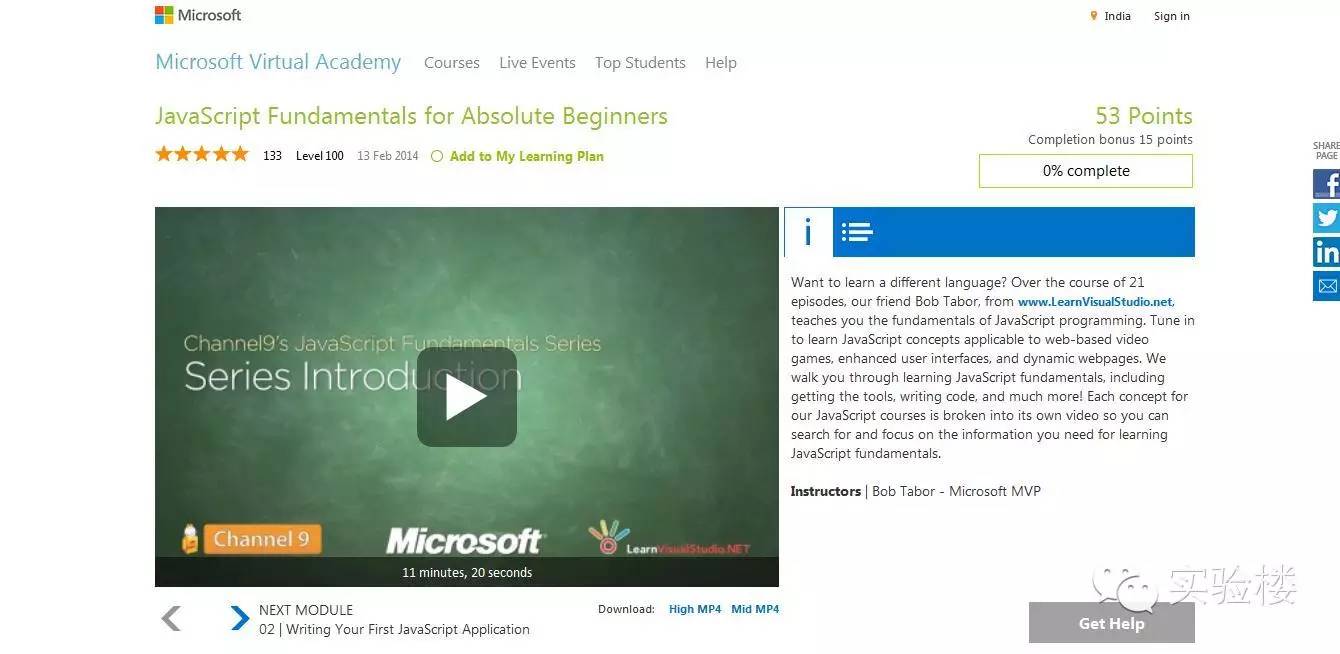 Microsoft
India
Sign in
Microsoft Virtual Academy
Courses
Live Events
Top Students
Help
JavaScript Fundamentals for Absolute Beginners
53 Points
Completion bonus 15 points
133
Level 100
13 Feb 2014
Add to My Learning Plan
0% complete
SHARE
PAGE
f
in
i
Channel9's JavaScript Fundamentals Series
Series Introduction
Channel 9
Microsoft
LearnVisualStudio.NET
11 minutes, 20 seconds
Want to learn a different language? Over the course of 21
episodes, our friend Bob Tabor, from www.LearnVisualStudio.net,
teaches you the fundamentals of JavaScript programming. Tune in
to learn JavaScript concepts applicable to web-based video
games, enhanced user interfaces, and dynamic webpages. We
walk you through learning JavaScript fundamentals, including
getting the tools, writing code, and much more! Each concept for
our JavaScript courses is broken into its own video so you can
search for and focus on the information you need for learning
JavaScript fundamentals.
Instructors | Bob Tabor - Microsoft MVP
NEXT MODULE
02 | Writing Your First JavaScript Application
Download:
High MP4
Mid MP4
实验楼
Get Help